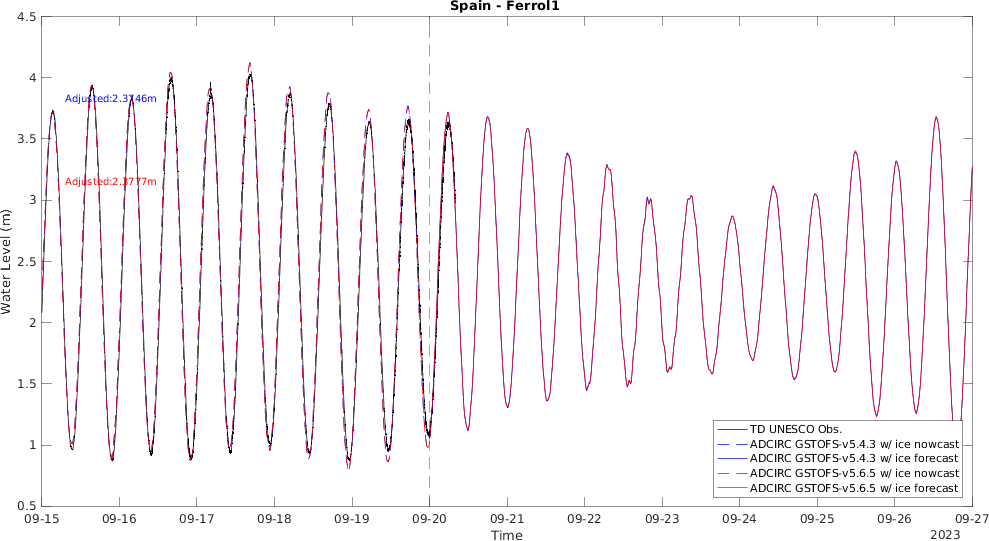 Spain - Ferrol1
4.5
4
3.5
3
2.5
2
1.5
1
0.5
Water Level (m)
Adjusted:2.3746m
Adjusted:2.3777m
TD UNESCO Obs.
ADCIRC GSTOFS-v5.4.3 w/ ice nowcast
ADCIRC GSTOFS-v5.4.3 w/ ice forecast
ADCIRC GSTOFS-v5.6.5 w/ ice nowcast
ADCIRC GSTOFS-v5.6.5 w/ ice forecast
09-15 09-16 09-17 09-18 09-19 09-20 09-21 09-22 09-23 09-24 09-25 09-26 09-27
Time
2023